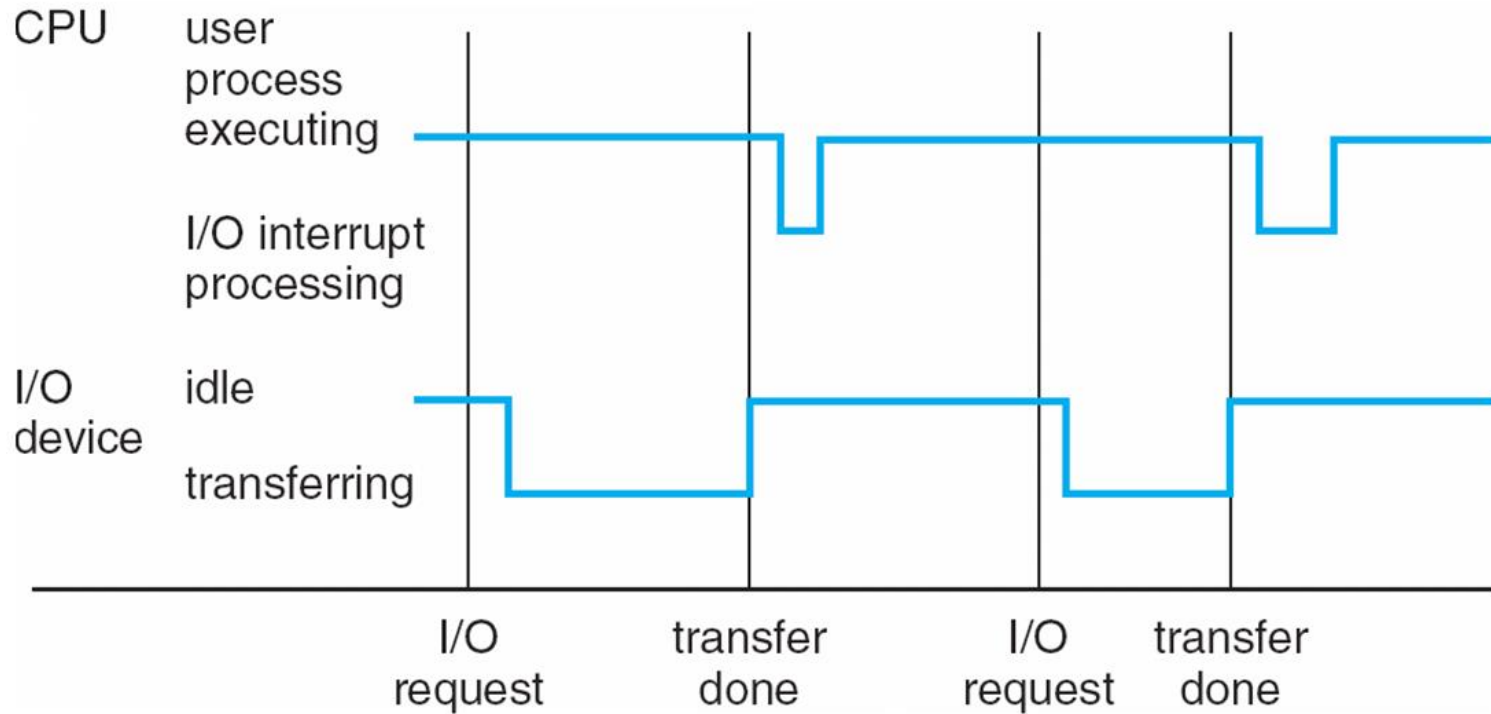 CPU user
process
executing
I/O interrupt
processing
I/O idle
device
transferring
I/O transfer I/O transfer
request done request done